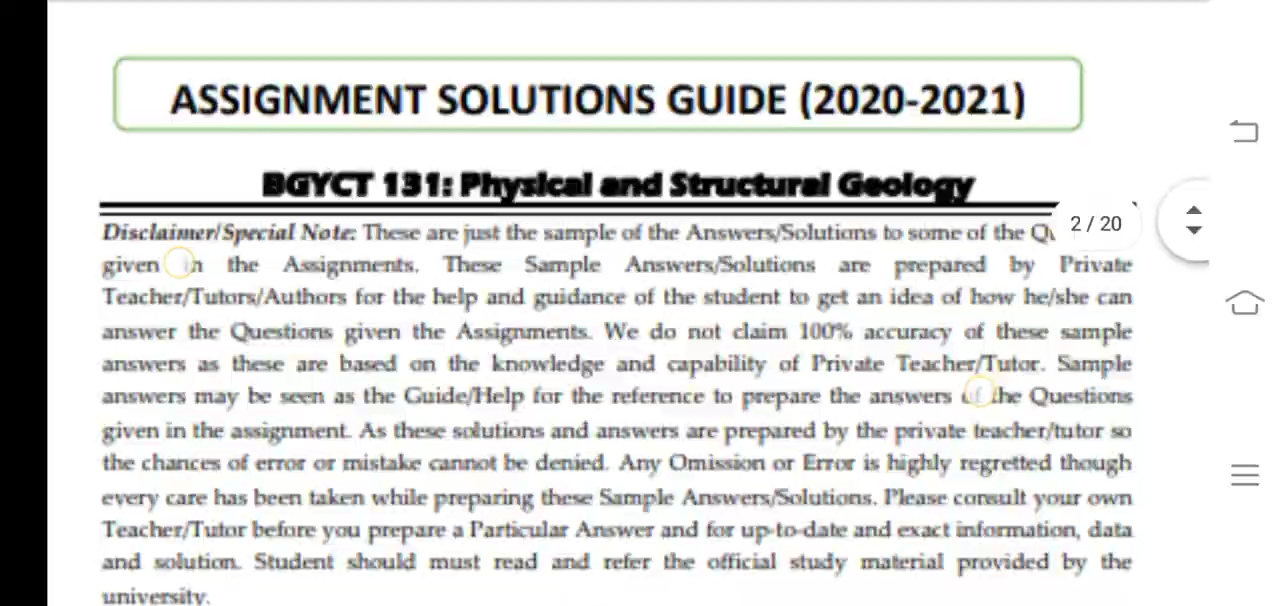 ASSIGNMENT SOLUTIONS GUIDE (2020-2021)
BGYCT 131: Physical and Structural Geology
Disclaimer/Special Note: These are just the sample of the Answers/Solutions to some of the
2 / 20
given in the Assignments. These Sample Answers/Solutions are prepared by Private
Teacher/Tutors/Authors for the help and guidance of the student to get an idea of how he/she can
answer the Questions given the Assignments. We do not claim 100% accuracy of these sample
answers as these are based on the knowledge and capability of Private Teacher/Tutor. Sample
answers may be seen as the Guide/Help for the reference to prepare the answers of the Questions
given in the assignment. As these solutions and answers are prepared by the private teacher/tutor so
the chances of error or mistake cannot be denied. Any Omission or Error is highly regretted though
every care has been taken while preparing these Sample Answers/Solutions. Please consult your own
Teacher/Tutor before you prepare a Particular Answer and for up-to-date and exact information, data
and solution. Student should must read and refer the official study material provided by the
university.